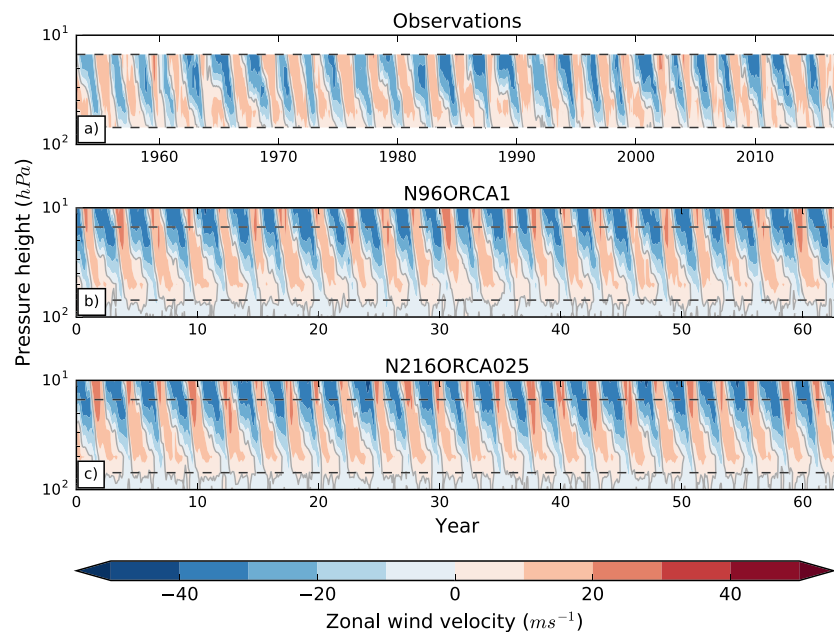 Observations
10^1
a)
10^2
1960 1970 1980 1990 2000 2010
N96ORCA1
Pressure height (hPa)
10^1
b)
10^2
0 10 20 30 40 50 60
N216ORCA025
10^1
c)
10^2
0 10 20 30 40 50 60
Year
−40 −20 0 20 40
Zonal wind velocity (ms^−1)